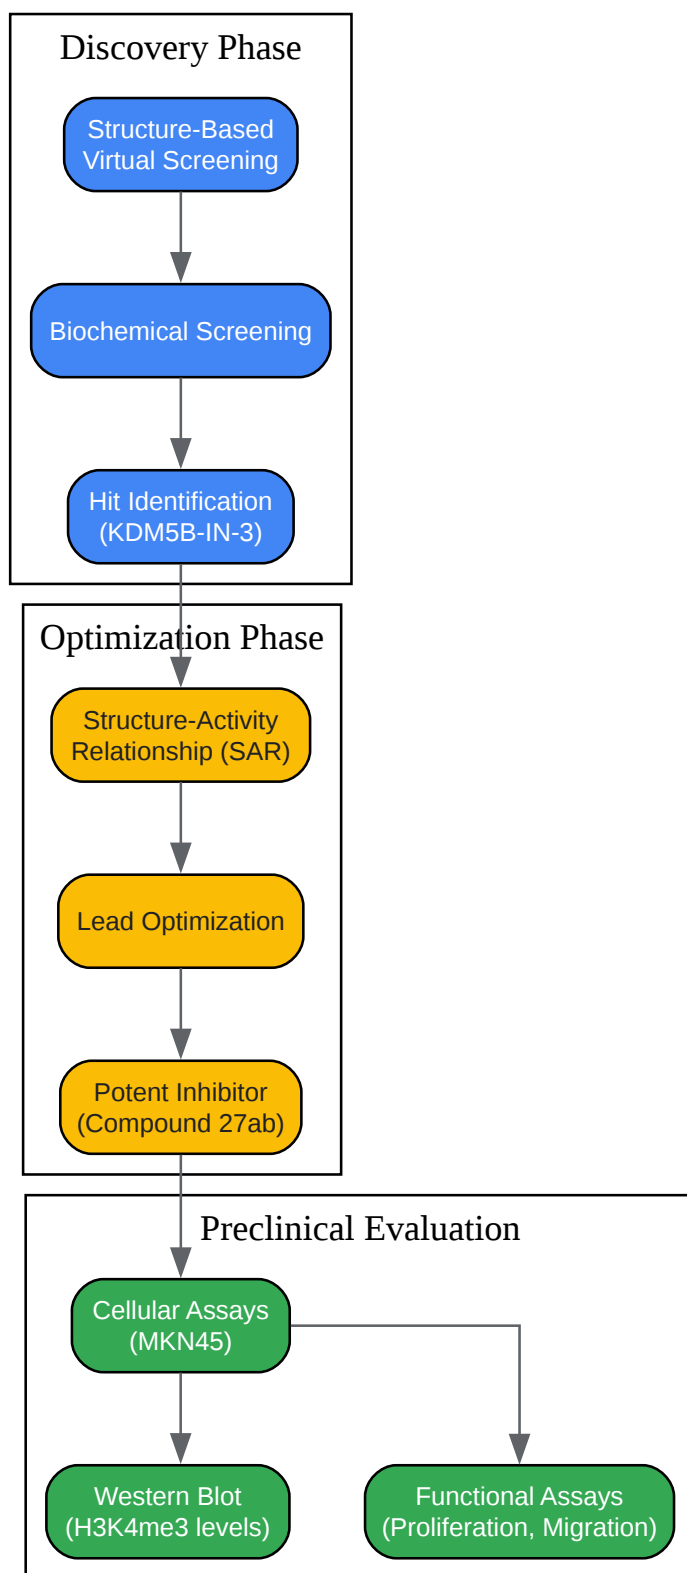 Discovery Phase
Structure-Based
Virtual Screening
Biochemical Screening
Hit Identification
(KDM5B-IN-3)
Optimization Phase
Structure-Activity
Relationship (SAR)
Lead Optimization
Potent Inhibitor
(Compound 27ab)
Preclinical Evaluation
Cellular Assays
(MKN45)
Western Blot
(H3K4me3 levels)
Functional Assays
(Proliferation, Migration)